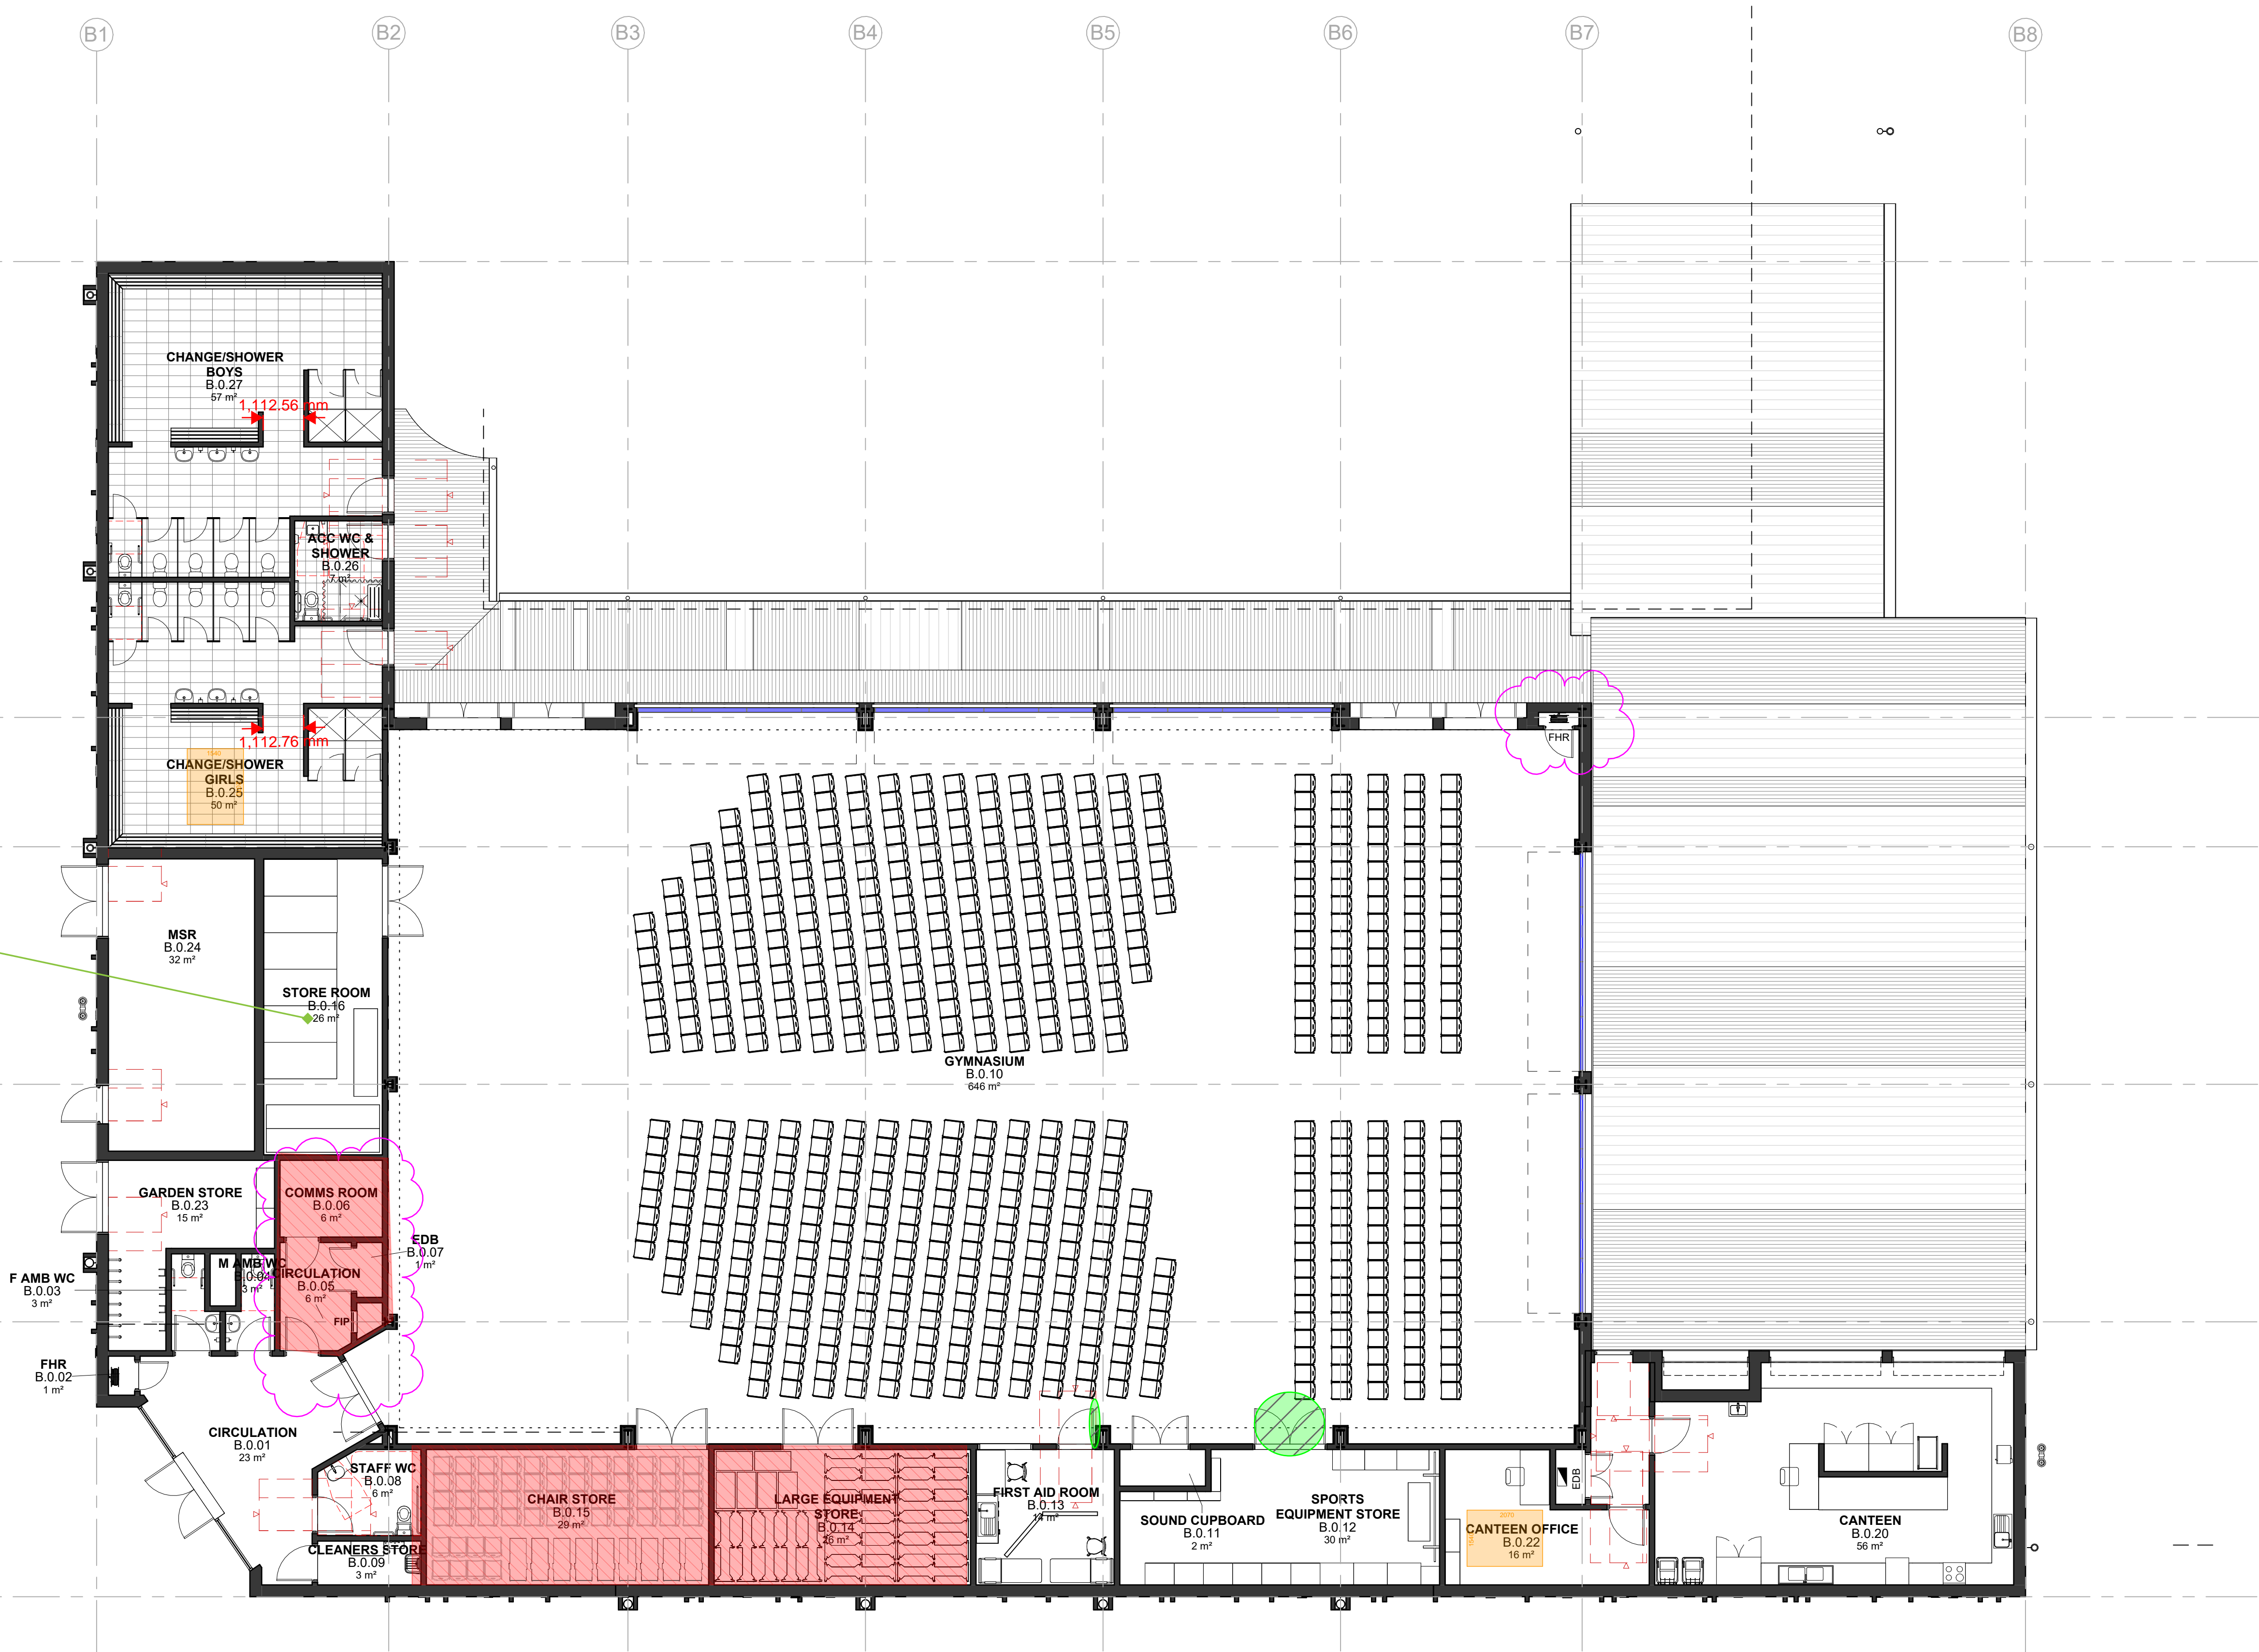 B1
B2
B3
B4
B5
B6
B7
B8
CHANGE/SHOWER
BOYS
B.0.27
57 m²
1,112.56 mm
ACC WC &
SHOWER
B.0.26
7 m²
1,112.76 mm
1540
CHANGE/SHOWER
GIRLS
B.0.25
50 m²
FHR
MSR
B.0.24
32 m²
STORE ROOM
B.0.16
26 m²
GYMNASIUM
B.0.10
646 m²
GARDEN STORE
B.0.23
15 m²
COMMS ROOM
B.0.06
6 m²
EDB
B.0.07
1 m²
M AMB WC
B.0.04
3 m²
CIRCULATION
B.0.05
6 m²
F AMB WC
B.0.03
3 m²
FIP
FHR
B.0.02
1 m²
CIRCULATION
B.0.01
23 m²
STAFF WC
B.0.08
6 m²
CLEANERS STORE
B.0.09
3 m²
CHAIR STORE
B.0.15
29 m²
LARGE EQUIPMENT
STORE
B.0.14
26 m²
FIRST AID ROOM
B.0.13
14 m²
SOUND CUPBOARD
B.0.11
2 m²
SPORTS
EQUIPMENT STORE
B.0.12
30 m²
EDB
2070
CANTEEN OFFICE
B.0.22
16 m²
CANTEEN
B.0.20
56 m²